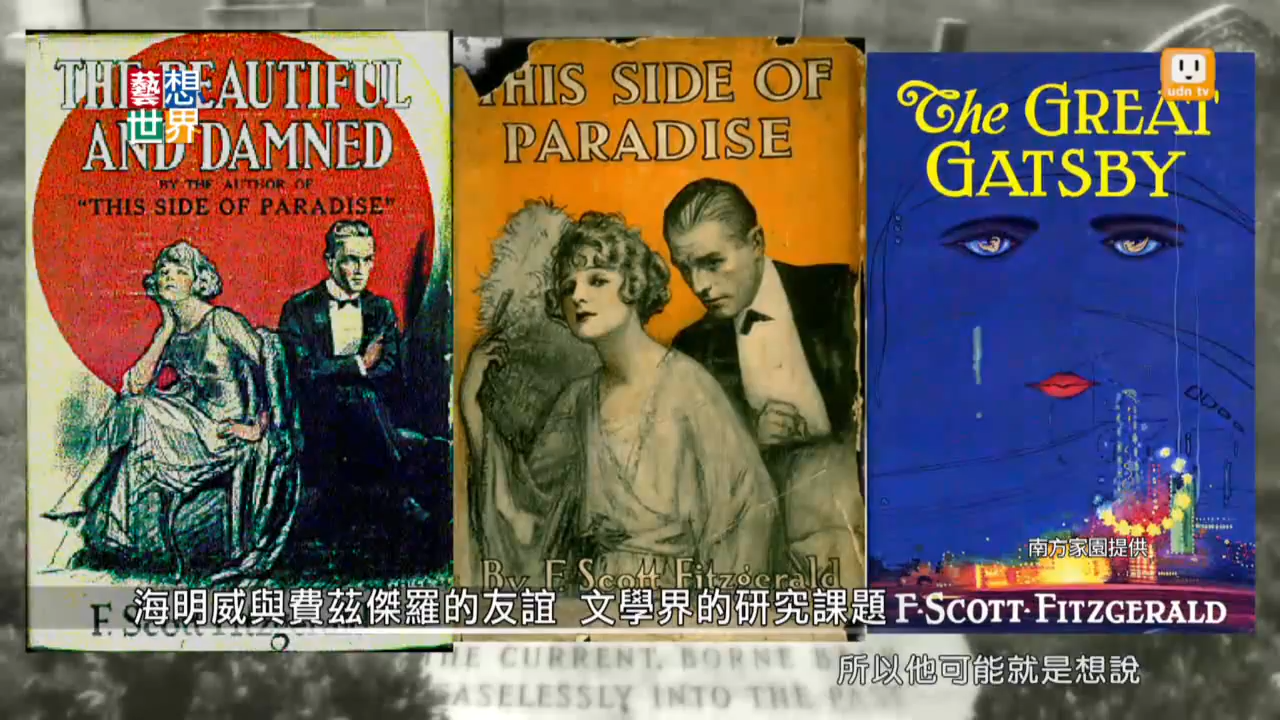 THE BEAUTIFUL
AND DAMNED
BY THE AUTHOR OF
"THIS SIDE OF PARADISE"
藝想
世界
THIS SIDE OF
PARADISE
By F. Scott Fitzgerald
The GREAT
GATSBY
udn tv
南方家園提供
F·SCOTT·FITZGERALD
海明威與費茲傑羅的友誼 文學界的研究課題
所以他可能就是想說
THE CURRENT, BORNE
CEASELESSLY INTO THE